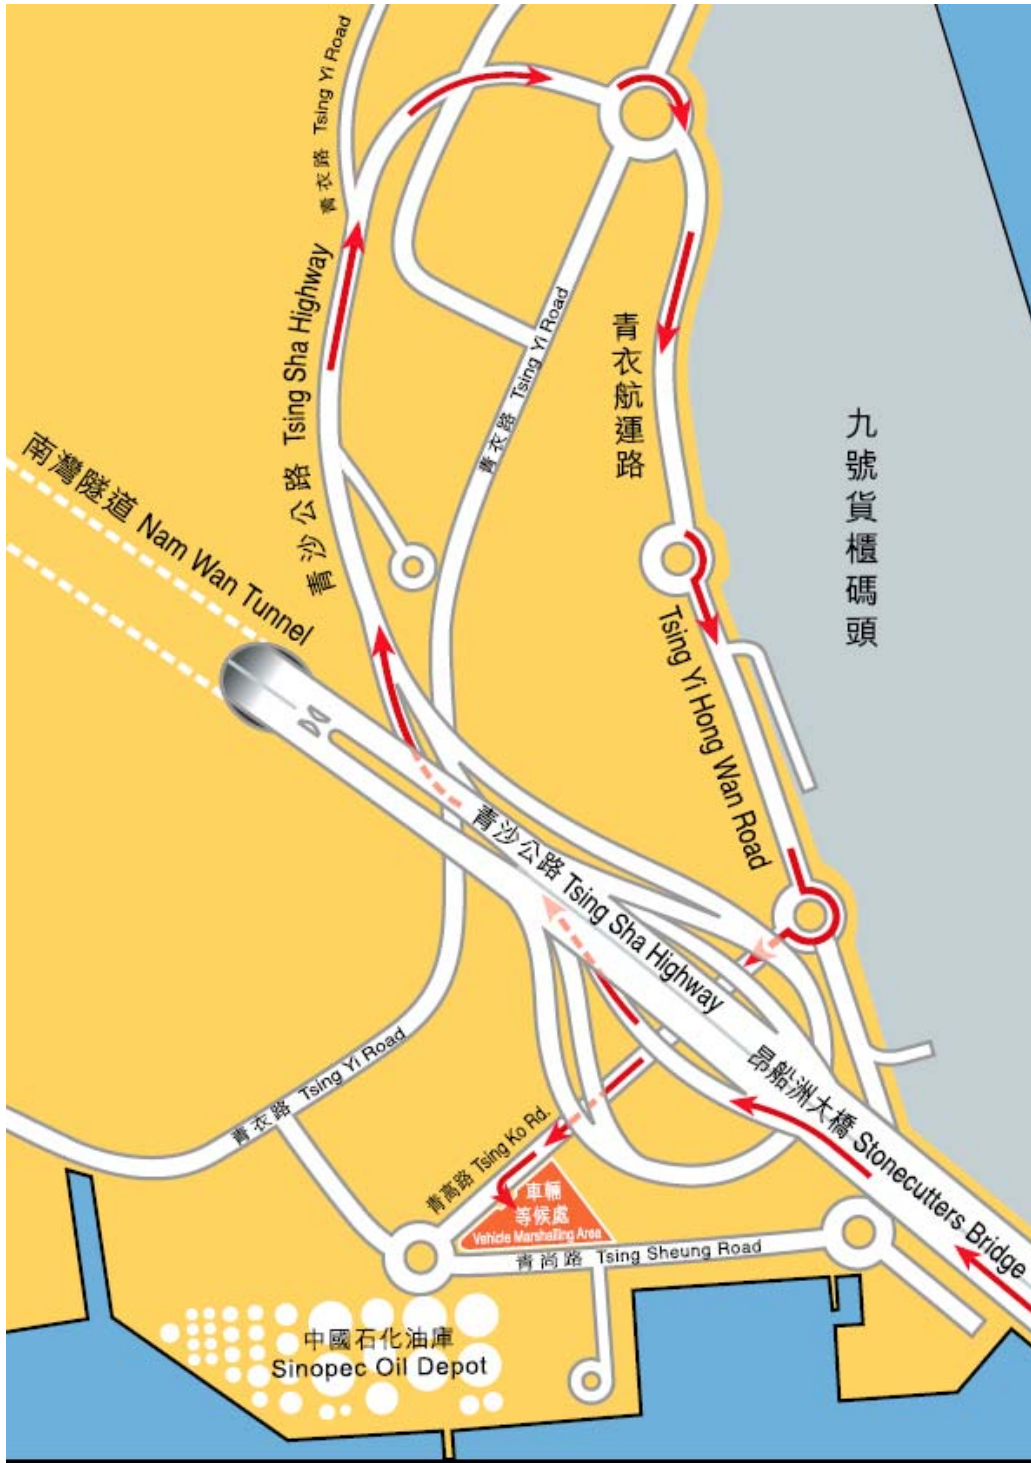 青衣路 Tsing Yi Road
青沙公路 Tsing Sha Highway
南灣隧道 Nam Wan Tunnel
青衣路 Tsing Yi Road
青衣航運路
Tsing Yi Hong Wan Road
九號貨櫃碼頭
青沙公路 Tsing Sha Highway
昂船洲大橋 Stonecutters Bridge
青衣路 Tsing Yi Road
青高路 Tsing Ko Rd.
車輛
等候處
Vehicle Marshalling Area
青尚路 Tsing Sheung Road
中國石化油庫
Sinopec Oil Depot